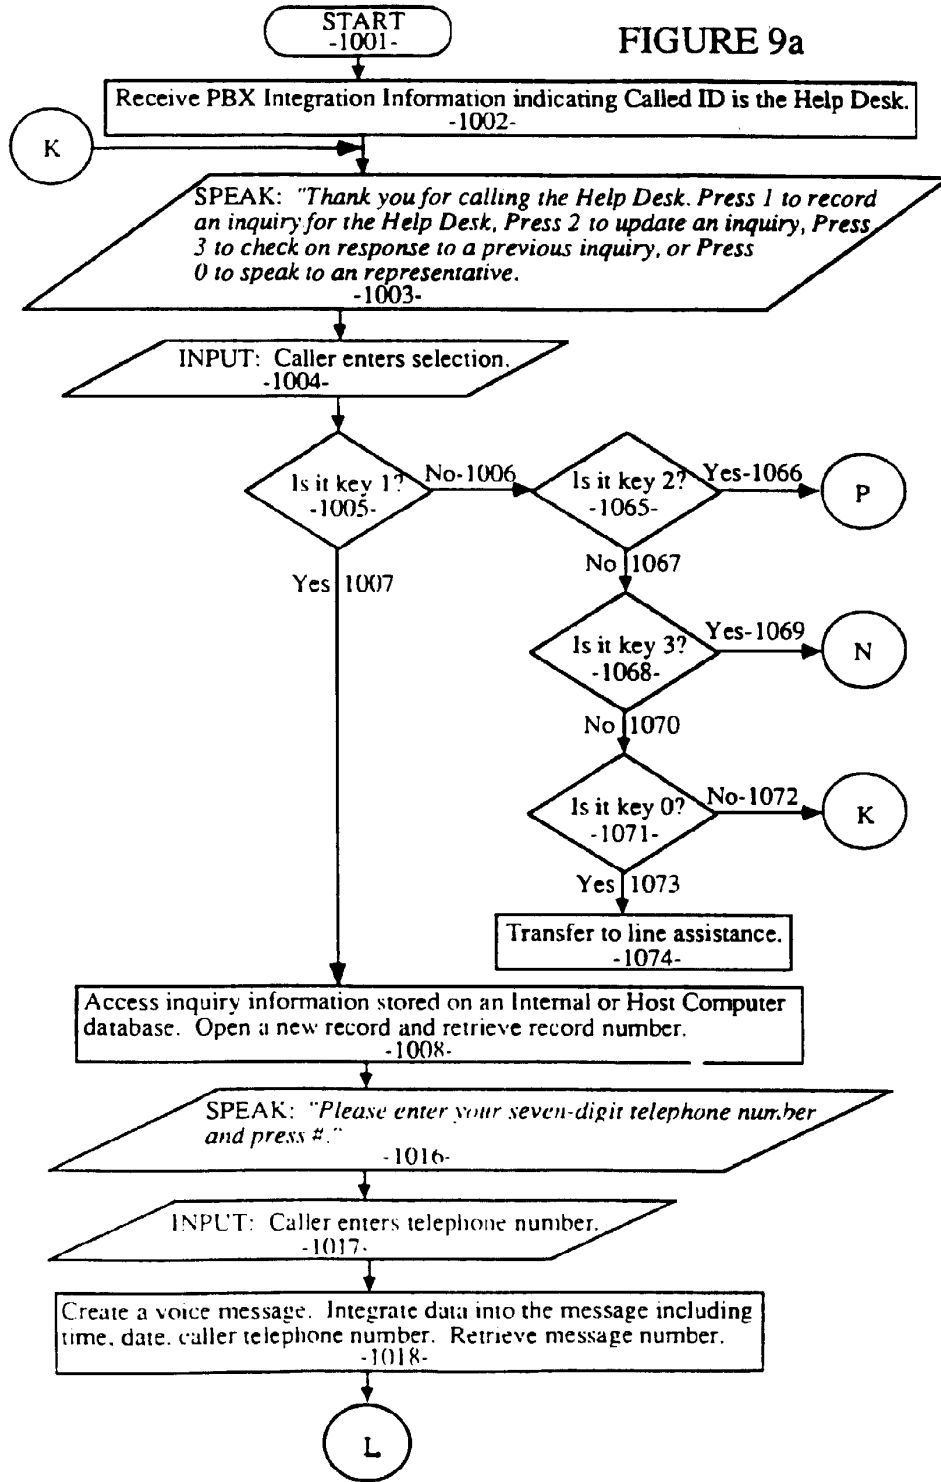 START
-1001-
FIGURE 9a
Receive PBX Integration Information indicating Called ID is the Help Desk.
-1002-
K
SPEAK: "Thank you for calling the Help Desk. Press 1 to record
an inquiry for the Help Desk, Press 2 to update an inquiry, Press
3 to check on response to a previous inquiry, or Press
0 to speak to an representative.
-1003-
INPUT: Caller enters selection.
-1004-
Is it key 1?
-1005-
No-1006
Is it key 2?
-1065-
Yes-1066
P
Yes 1007
No 1067
Is it key 3?
-1068-
Yes-1069
N
No 1070
Is it key 0?
-1071-
No-1072
K
Yes 1073
Transfer to line assistance.
-1074-
Access inquiry information stored on an Internal or Host Computer
database. Open a new record and retrieve record number.
-1008-
SPEAK: "Please enter your seven-digit telephone number
and press #."
-1016-
INPUT: Caller enters telephone number.
-1017-
Create a voice message. Integrate data into the message including
time, date, caller telephone number. Retrieve message number.
-1018-
L